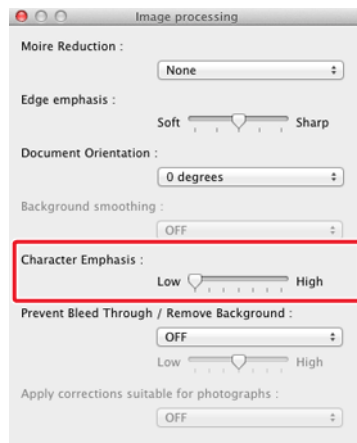 Image processing
Moire Reduction :
None
Edge emphasis :
Soft Sharp
Document Orientation :
0 degrees
Background smoothing :
OFF
Character Emphasis :
Low High
Prevent Bleed Through / Remove Background :
OFF
Low High
Apply corrections suitable for photographs :
OFF